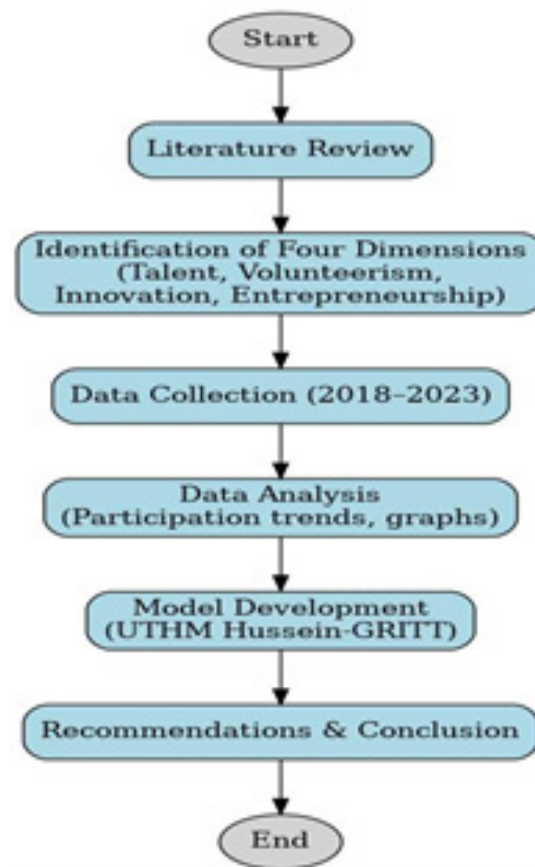 Start
Literature Review
Identification of Four Dimensions
(Talent, Volunteerism,
Innovation, Entrepreneurship)
Data Collection (2018–2023)
Data Analysis
(Participation trends, graphs)
Model Development
(UTHM Hussein-GRITT)
Recommendations & Conclusion
End